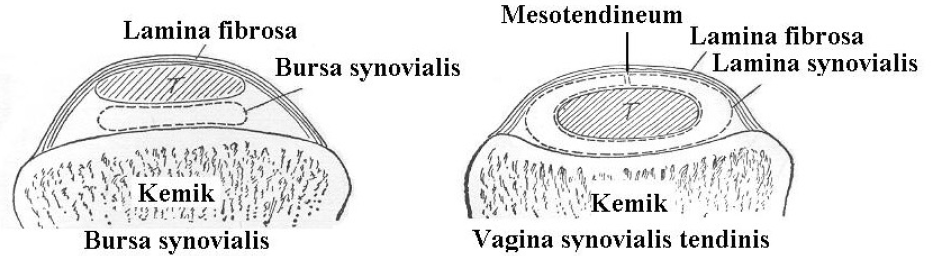 Lamina fibrosa
Bursa synovialis
T
Kemik
Bursa synovialis
Mesotendineum
Lamina fibrosa
Lamina synovialis
T
Kemik
Vagina synovialis tendinis